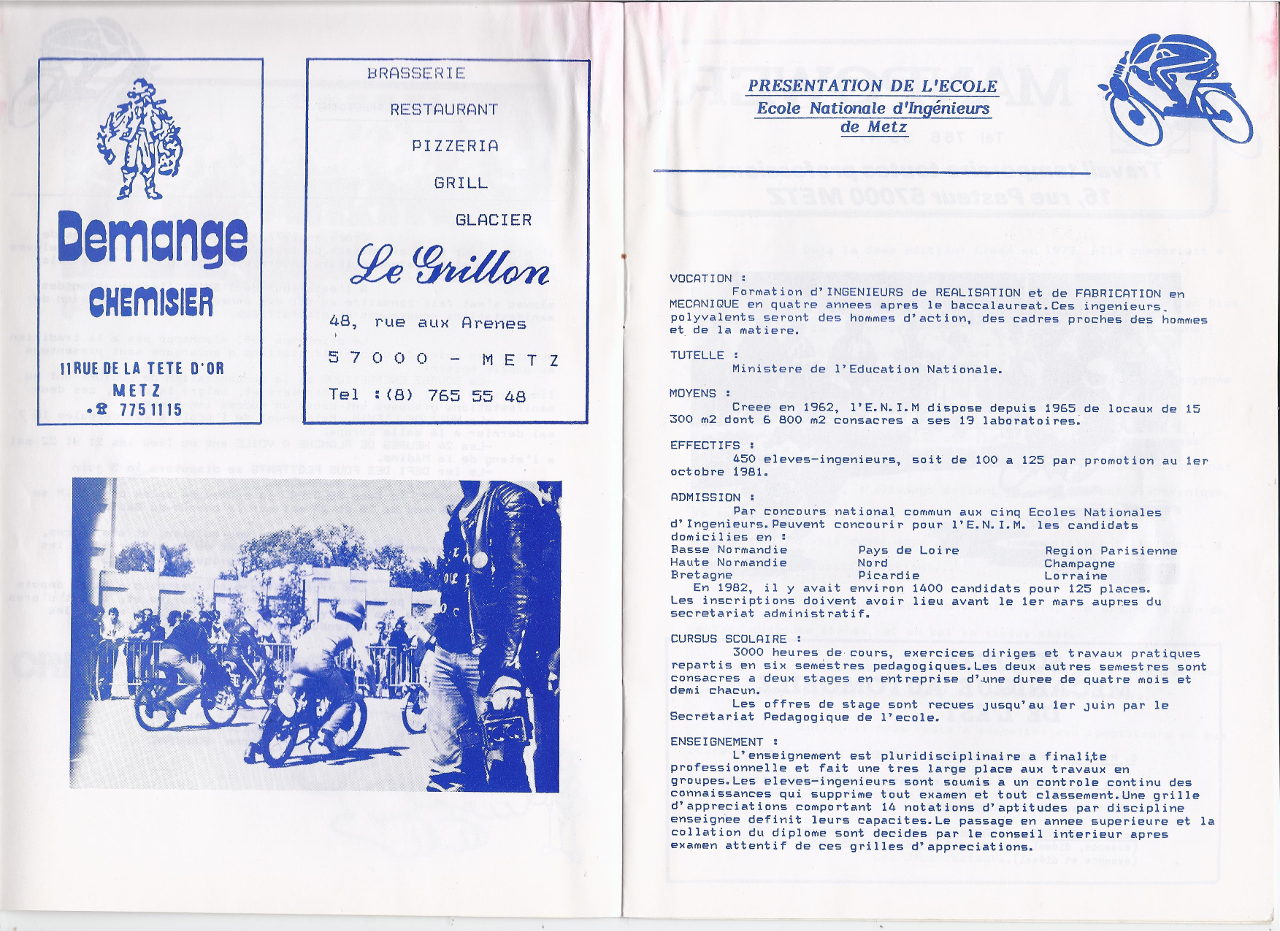 Demange
CHEMISIER
11 RUE DE LA TETE D'OR
METZ
☎ 775 11 15
BRASSERIE
RESTAURANT
PIZZERIA
GRILL
GLACIER
Le Grillon
48, rue aux Arenes
57000 - METZ
Tel :(8) 765 55 48
PRESENTATION DE L'ECOLE
Ecole Nationale d'Ingénieurs
de Metz
VOCATION :
Formation d'INGENIEURS de REALISATION et de FABRICATION en
MECANIQUE en quatre annees apres le baccalaureat.Ces ingenieurs,
polyvalents seront des hommes d'action, des cadres proches des hommes
et de la matiere.
TUTELLE :
Ministere de l'Education Nationale.
MOYENS :
Creee en 1962, l'E.N.I.M dispose depuis 1965 de locaux de 15
300 m2 dont 6 800 m2 consacres a ses 19 laboratoires.
EFFECTIFS :
450 eleves-ingenieurs, soit de 100 a 125 par promotion au 1er
octobre 1981.
ADMISSION :
Par concours national commun aux cinq Ecoles Nationales
d'Ingenieurs.Peuvent concourir pour l'E.N.I.M. les candidats
domicilies en :
Basse Normandie Pays de Loire Region Parisienne
Haute Normandie Nord Champagne
Bretagne Picardie Lorraine
En 1982, il y avait environ 1400 candidats pour 125 places.
Les inscriptions doivent avoir lieu avant le 1er mars aupres du
secretariat administratif.
CURSUS SCOLAIRE :
3000 heures de cours, exercices diriges et travaux pratiques
repartis en six semestres pedagogiques.Les deux autres semestres sont
consacres a deux stages en entreprise d'une duree de quatre mois et
demi chacun.
Les offres de stage sont recues jusqu'au 1er juin par le
Secretariat Pedagogique de l'ecole.
ENSEIGNEMENT :
L'enseignement est pluridisciplinaire a finalite
professionnelle et fait une tres large place aux travaux en
groupes.Les eleves-ingenieurs sont soumis a un controle continu des
connaissances qui supprime tout examen et tout classement.Une grille
d'appreciations comportant 14 notations d'aptitudes par discipline
enseignee definit leurs capacites.Le passage en annee superieure et la
collation du diplome sont decides par le conseil interieur apres
examen attentif de ces grilles d'appreciations.